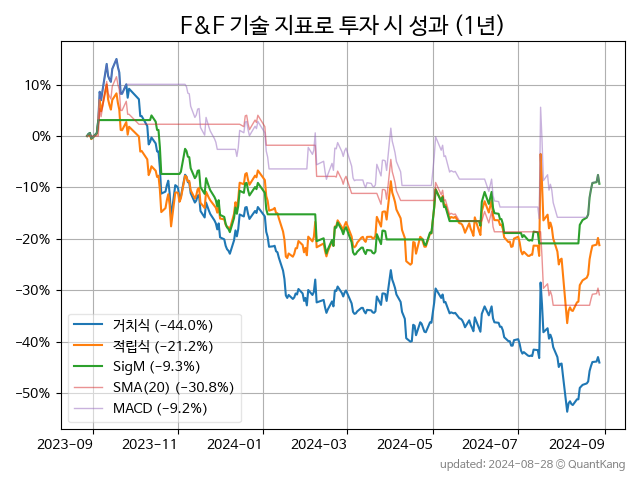 F&F 기술 지표로 투자 시 성과 (1년)
10%
0%
−10%
−20%
−30%
−40%
−50%
거치식 (−44.0%)
적립식 (−21.2%)
SigM (−9.3%)
SMA(20) (−30.8%)
MACD (−9.2%)
2023-09
2023-11
2024-01
2024-03
2024-05
2024-07
2024-09
updated: 2024-08-28 © QuantKang